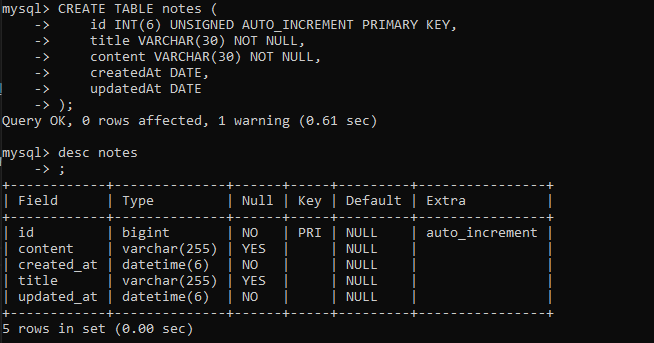 mysql> CREATE TABLE notes (
    ->     id INT(6) UNSIGNED AUTO_INCREMENT PRIMARY KEY,
    ->     title VARCHAR(30) NOT NULL,
    ->     content VARCHAR(30) NOT NULL,
    ->     createdAt DATE,
    ->     updatedAt DATE
    -> );
Query OK, 0 rows affected, 1 warning (0.61 sec)

mysql> desc notes
    -> ;
+------------+--------------+------+-----+---------+----------------+
| Field      | Type         | Null | Key | Default | Extra          |
+------------+--------------+------+-----+---------+----------------+
| id         | bigint       | NO   | PRI | NULL    | auto_increment |
| content    | varchar(255) | YES  |     | NULL    |                |
| created_at | datetime(6)  | NO   |     | NULL    |                |
| title      | varchar(255) | YES  |     | NULL    |                |
| updated_at | datetime(6)  | NO   |     | NULL    |                |
+------------+--------------+------+-----+---------+----------------+
5 rows in set (0.00 sec)